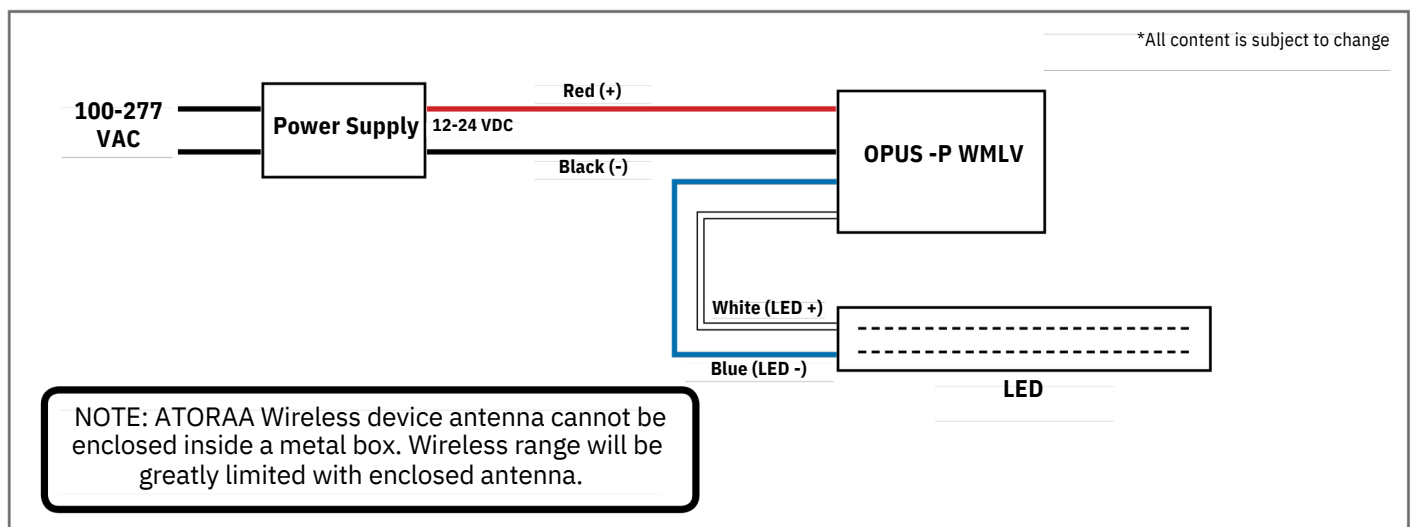 *All content is subject to change
100-277
VAC
Power Supply
Red (+)
12-24 VDC
Black (-)
OPUS -P WMLV
White (LED +)
Blue (LED -)
LED
NOTE: ATORAA Wireless device antenna cannot be
enclosed inside a metal box. Wireless range will be
greatly limited with enclosed antenna.